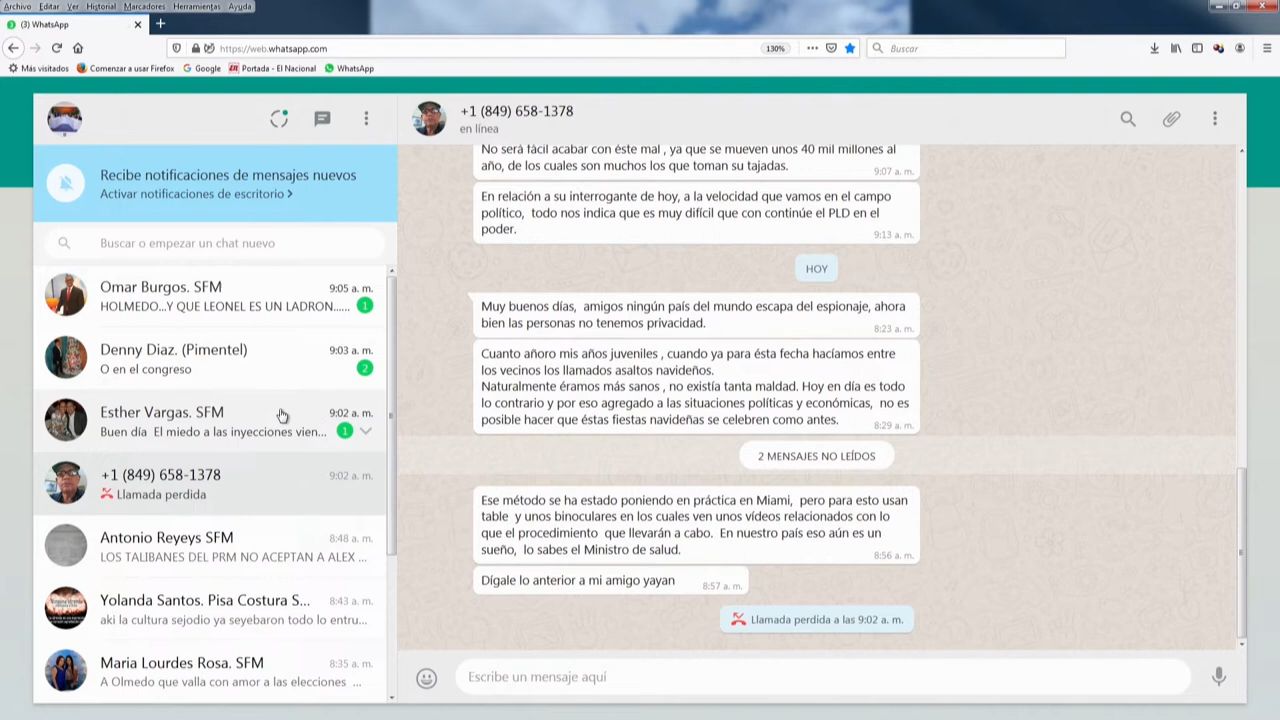 Archivo Editar Ver Historial Marcadores Herramientas Ayuda
(3) WhatsApp
https://web.whatsapp.com
130%
Buscar
Más visitados Comenzar a usar Firefox Google Portada - El Nacional WhatsApp
Recibe notificaciones de mensajes nuevos
Activar notificaciones de escritorio >
Buscar o empezar un chat nuevo
Omar Burgos. SFM 9:05 a. m.
HOLMEDO...Y QUE LEONEL ES UN LADRON...... 1
Denny Diaz. (Pimentel) 9:03 a. m.
O en el congreso 2
Esther Vargas. SFM 9:02 a. m.
Buen día El miedo a las inyecciones vien... 1
+1 (849) 658-1378 9:02 a. m.
Llamada perdida
Antonio Reyeys SFM 8:48 a. m.
LOS TALIBANES DEL PRM NO ACEPTAN A ALEX ...
Yolanda Santos. Pisa Costura S... 8:43 a. m.
aki la cultura sejodio ya seyebaron todo lo entru...
Maria Lourdes Rosa. SFM 8:35 a. m.
A Olmedo que valla con amor a las elecciones ...
+1 (849) 658-1378
en línea
No será fácil acabar con éste mal , ya que se mueven unos 40 mil millones al
año, de los cuales son muchos los que toman su tajadas.
9:07 a. m.
En relación a su interrogante de hoy, a la velocidad que vamos en el campo
político, todo nos indica que es muy difícil que con continúe el PLD en el
poder.
9:13 a. m.
HOY
Muy buenos días, amigos ningún país del mundo escapa del espionaje, ahora
bien las personas no tenemos privacidad.
8:23 a. m.
Cuanto añoro mis años juveniles , cuando ya para ésta fecha hacíamos entre
los vecinos los llamados asaltos navideños.
Naturalmente éramos más sanos , no existía tanta maldad. Hoy en día es todo
lo contrario y por eso agregado a las situaciones políticas y económicas, no es
posible hacer que éstas fiestas navideñas se celebren como antes.
8:29 a. m.
2 MENSAJES NO LEÍDOS
Ese método se ha estado poniendo en práctica en Miami, pero para esto usan
table y unos binoculares en los cuales ven unos vídeos relacionados con lo
que el procedimiento que llevarán a cabo. En nuestro país eso aún es un
sueño, lo sabes el Ministro de salud.
8:56 a. m.
Dígale lo anterior a mi amigo yayan 8:57 a. m.
Llamada perdida a las 9:02 a. m.
Escribe un mensaje aquí